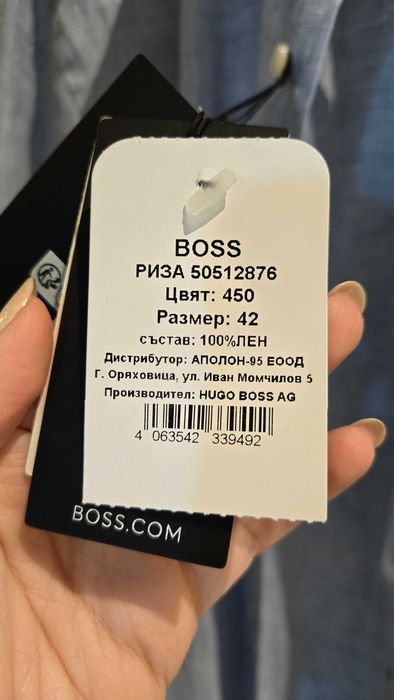 BOSS
РИЗА 50512876
Цвят: 450
Размер: 42
състав: 100%ЛЕН
Дистрибутор: АПОЛОН-95 ЕООД
Г. Оряховица, ул. Иван Момчилов 5
Производител: HUGO BOSS AG
4 063542 339492
BOSS.COM